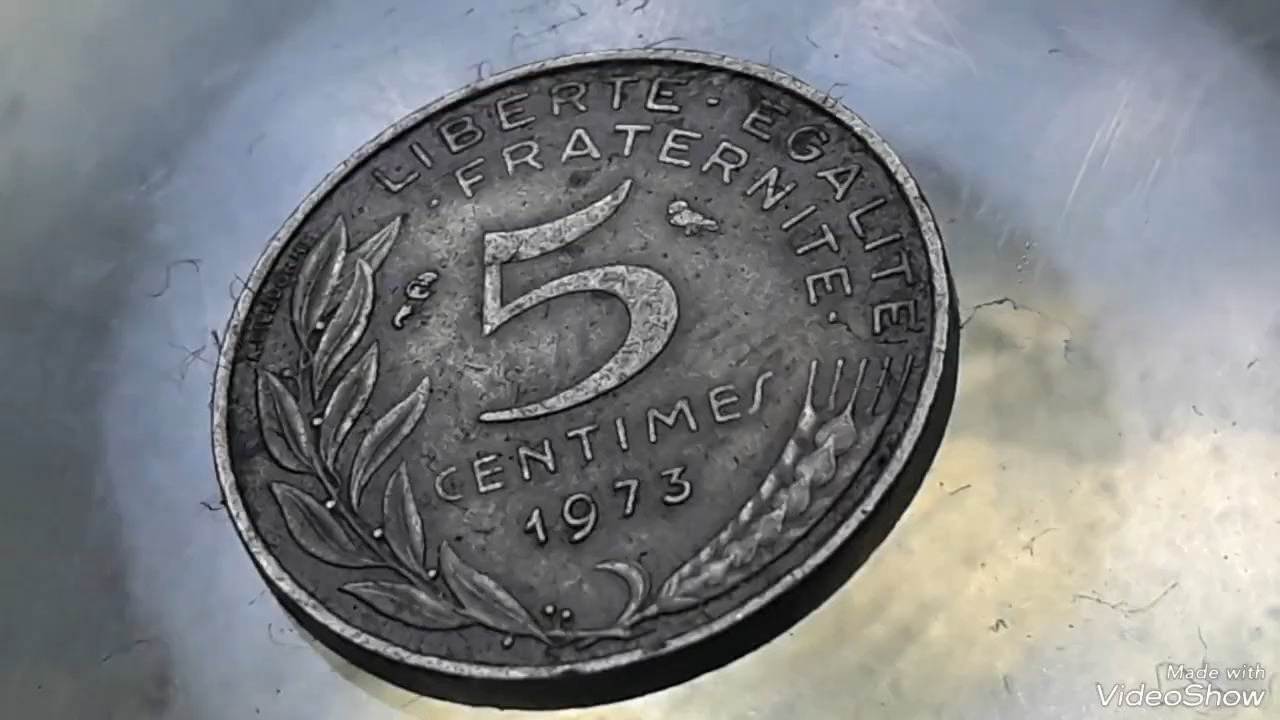 LIBERTE · EGALITE
· FRATERNITE ·
5
CENTIMES
1973
Made with
VideoShow